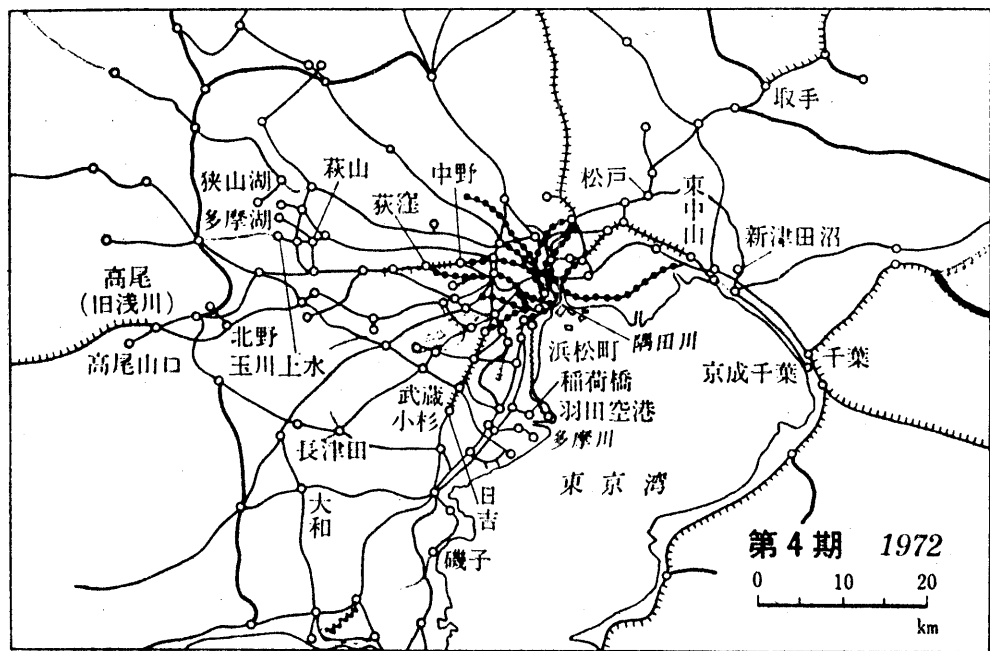 取手
萩山
中野
松戸
東中山
狭山湖
荻窪
多摩湖
新津田沼
高尾
(旧浅川)
北野
隅田川
浜松町
千葉
高尾山口
玉川上水
京成千葉
稲荷橋
武蔵
小杉
羽田空港
多摩川
長津田
東京湾
大和
日吉
磯子
第4期 1972
0 10 20
km